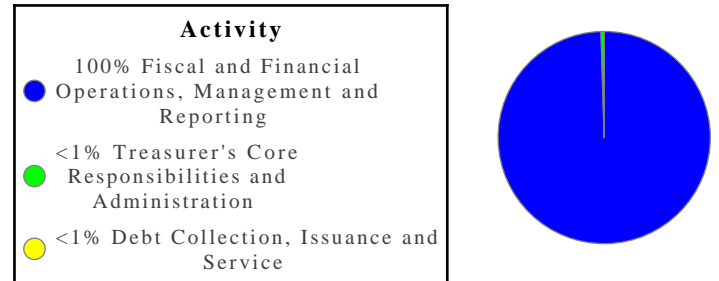 Activity
100% Fiscal and Financial
Operations, Management and
Reporting
<1% Treasurer's Core
Responsibilities and
Administration
<1% Debt Collection, Issuance and
Service